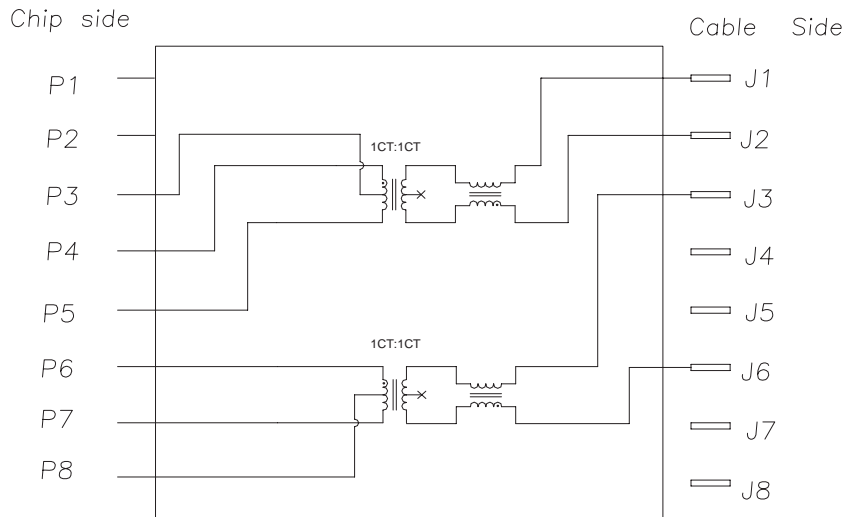 Chip side
Cable Side
P1
J1
P2
J2
1CT:1CT
P3
J3
P4
J4
P5
J5
1CT:1CT
P6
J6
P7
J7
P8
J8